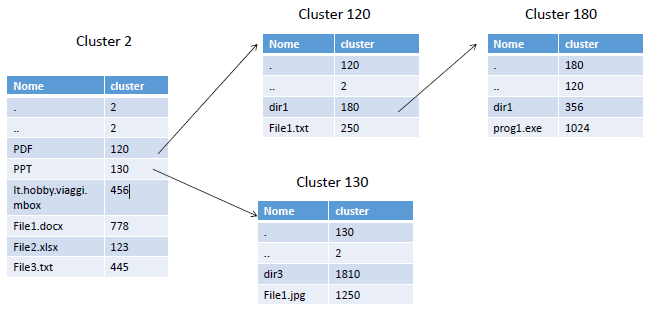 Cluster 2
Nome cluster
. 2
.. 2
PDF 120
PPT 130
It.hobby.viaggi. 456
mbox
File1.docx 778
File2.xlsx 123
File3.txt 445
Cluster 120
Nome cluster
. 120
.. 2
dir1 180
File1.txt 250
Cluster 180
Nome cluster
. 180
.. 120
dir1 356
prog1.exe 1024
Cluster 130
Nome cluster
. 130
.. 2
dir3 1810
File1.jpg 1250